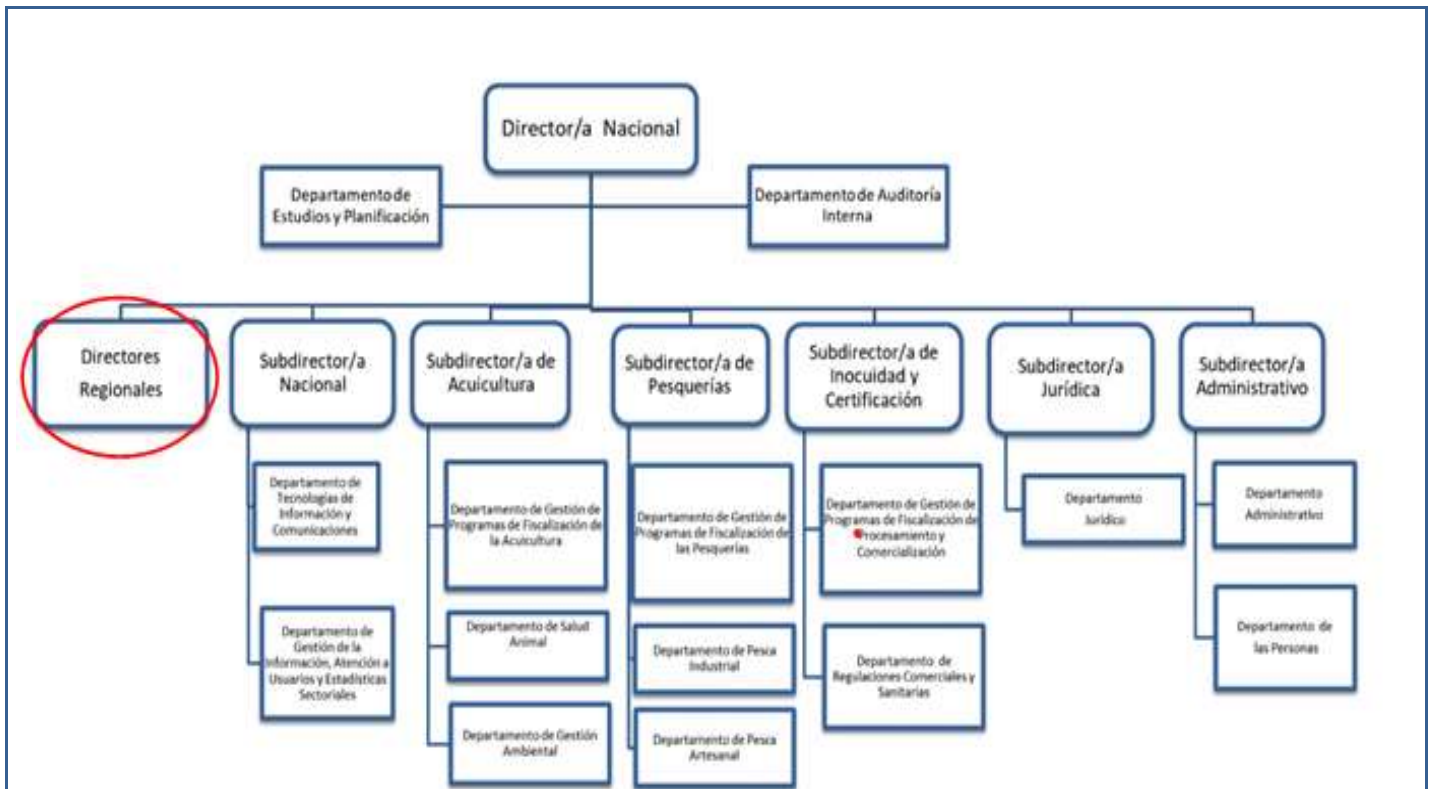 Director/a Nacional
Departamento de
Estudios y Planificación
Departamento de Auditoría
Interna
Directores
Regionales
Subdirector/a
Nacional
Subdirector/a de
Acuicultura
Subdirector/a de
Pesquerías
Subdirector/a de
Inocuidad y
Certificación
Subdirector/a
Jurídica
Subdirector/a
Administrativo
Departamento de
Tecnologías de
Información y
Comunicaciones
Departamento de
Gestión de la
Información, Atención a
Usuarios y Estadísticas
Sectoriales
Departamento de Gestión de
Programas de Fiscalización de
la Acuicultura
Departamento de Salud
Animal
Departamento de Gestión
Ambiental
Departamento de Gestión de
Programas de Fiscalización de
las Pesquerías
Departamento de Pesca
Industrial
Departamento de Pesca
Artesanal
Departamento de Gestión de
Programas de Fiscalización de
Procesamiento y
Comercialización
Departamento de
Regulaciones Comerciales y
Sanitarias
Departamento
Jurídico
Departamento
Administrativo
Departamento de
las Personas